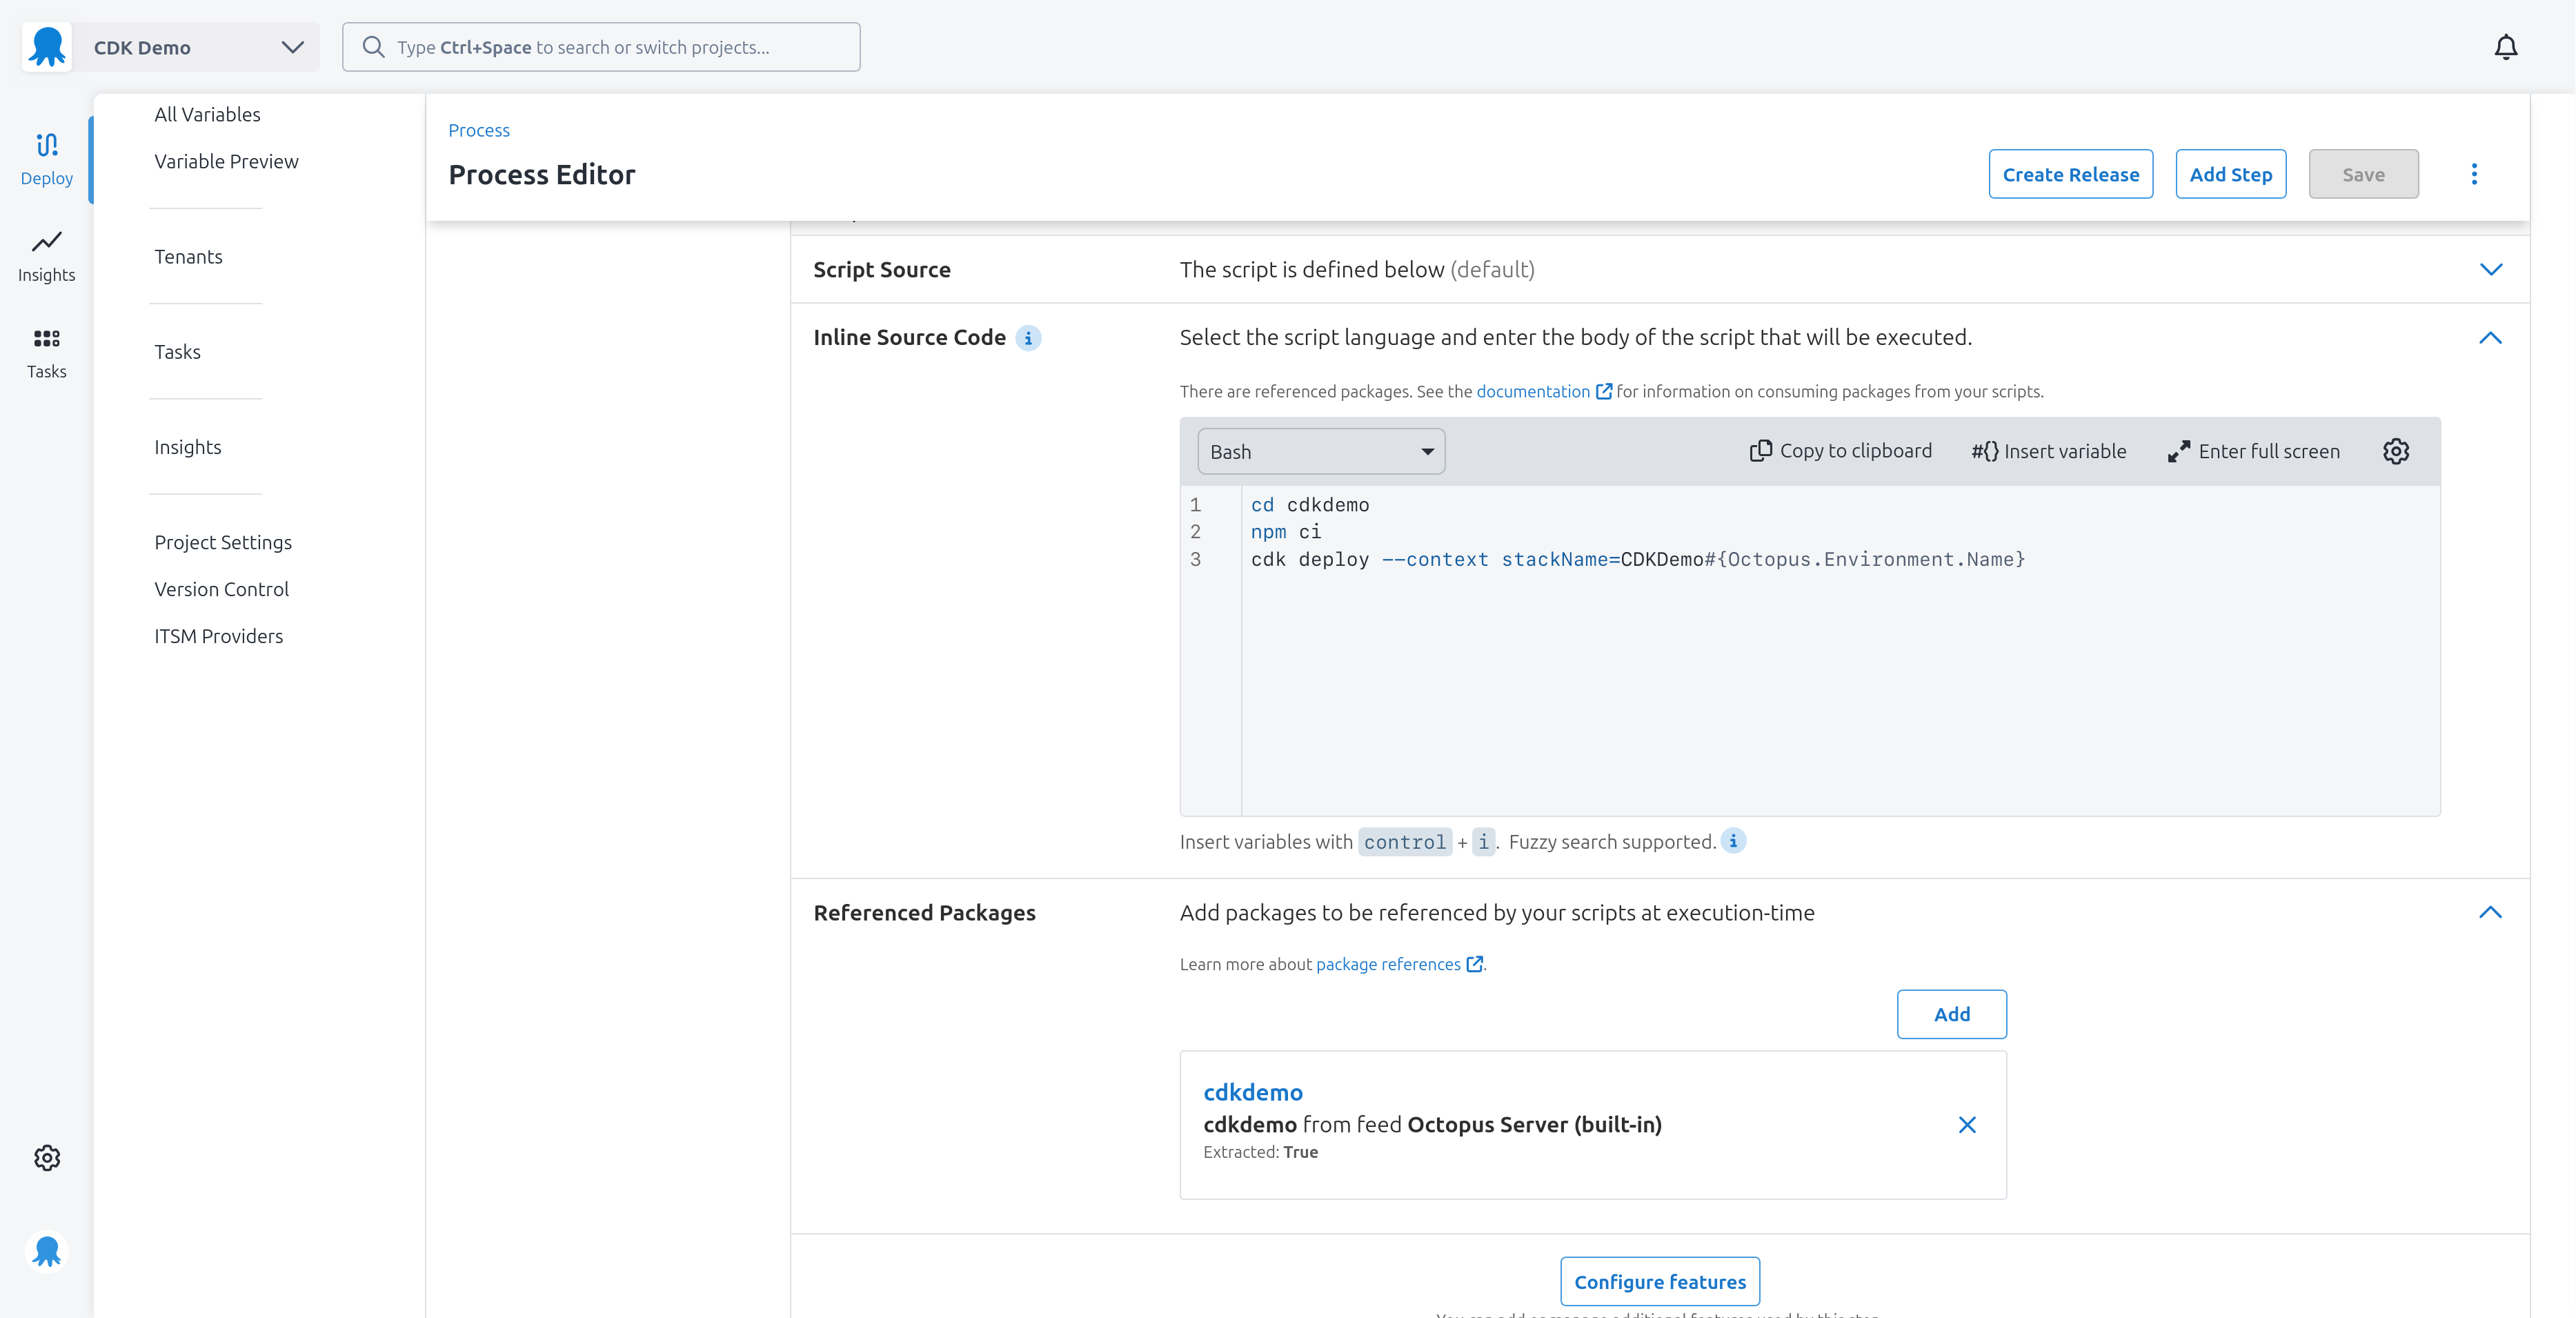 CDK Demo
Type Ctrl+Space to search or switch projects...
Deploy
Insights
Tasks
All Variables
Variable Preview
Tenants
Tasks
Insights
Project Settings
Version Control
ITSM Providers
Process
Process Editor
Create Release
Add Step
Save
Script Source
The script is defined below (default)
Inline Source Code
Select the script language and enter the body of the script that will be executed.
There are referenced packages. See the documentation for information on consuming packages from your scripts.
Bash
Copy to clipboard
#{} Insert variable
Enter full screen
1 cd cdkdemo
2 npm ci
3 cdk deploy --context stackName=CDKDemo#{Octopus.Environment.Name}
Insert variables with control + i. Fuzzy search supported.
Referenced Packages
Add packages to be referenced by your scripts at execution-time
Learn more about package references.
Add
cdkdemo
cdkdemo from feed Octopus Server (built-in)
Extracted: True
Configure features